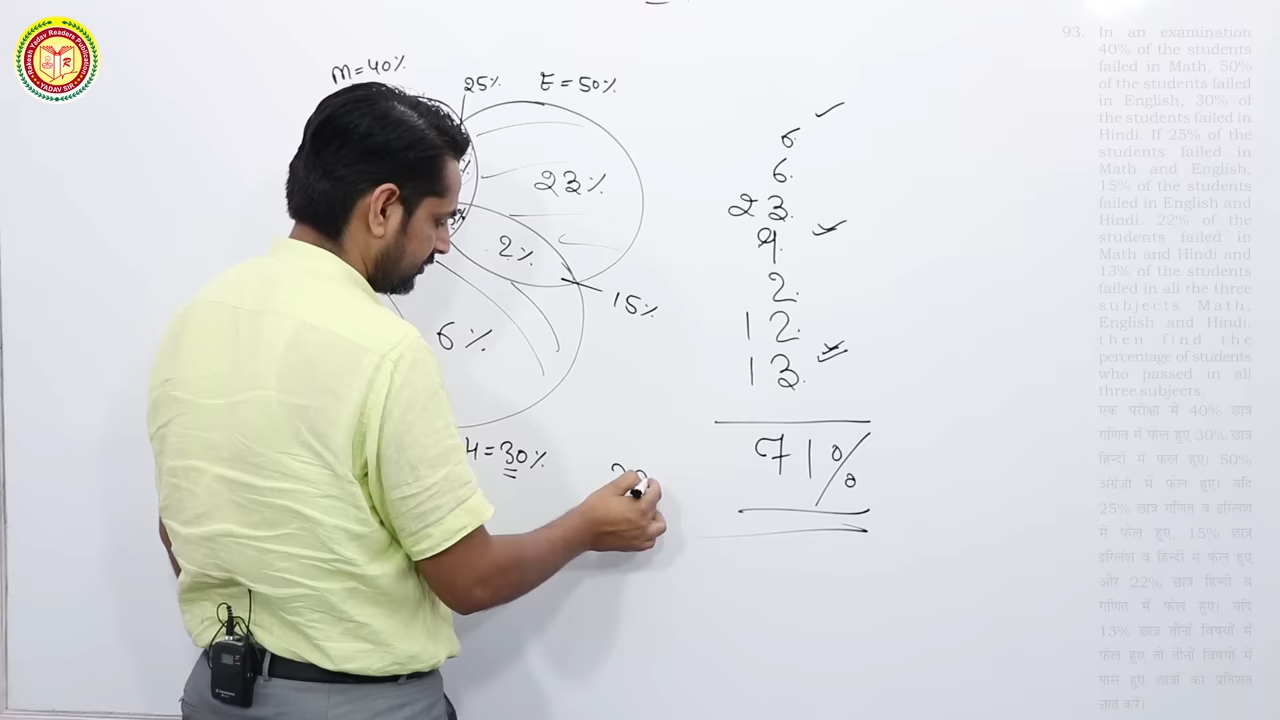 Rakesh Yadav Readers Publication
YADAV SIR
M=40%
25%
E=50%
23%
2%
15%
6%
H=30%
6.
6.
23.
9.
2.
12.
13.
71%
93. In an examination
40% of the students
failed in Math, 50%
of the students failed
in English, 30% of
the students failed in
Hindi. If 25% of the
students failed in
Math and English,
15% of the students
failed in English and
Hindi, 22% of the
students failed in
Math and Hindi and
13% of the students
failed in all the three
subjects Math,
English and Hindi,
then find the
percentage of students
who passed in all
three subjects.
एक परीक्षा में 40% छात्र
गणित में फेल हुए 30% छात्र
हिन्दी में फेल हुए। 50%
अंग्रेजी में फेल हुए। यदि
25% छात्र गणित व इंग्लिश
में फेल हुए, 15% छात्र
इंग्लिश व हिन्दी में फेल हुए
और 22% छात्र हिन्दी व
गणित में फेल हुए। यदि
13% छात्र तीनों विषयों में
फेल हुए तो तीनों विषयों में
पास हुए छात्रों का प्रतिशत
ज्ञात करें।